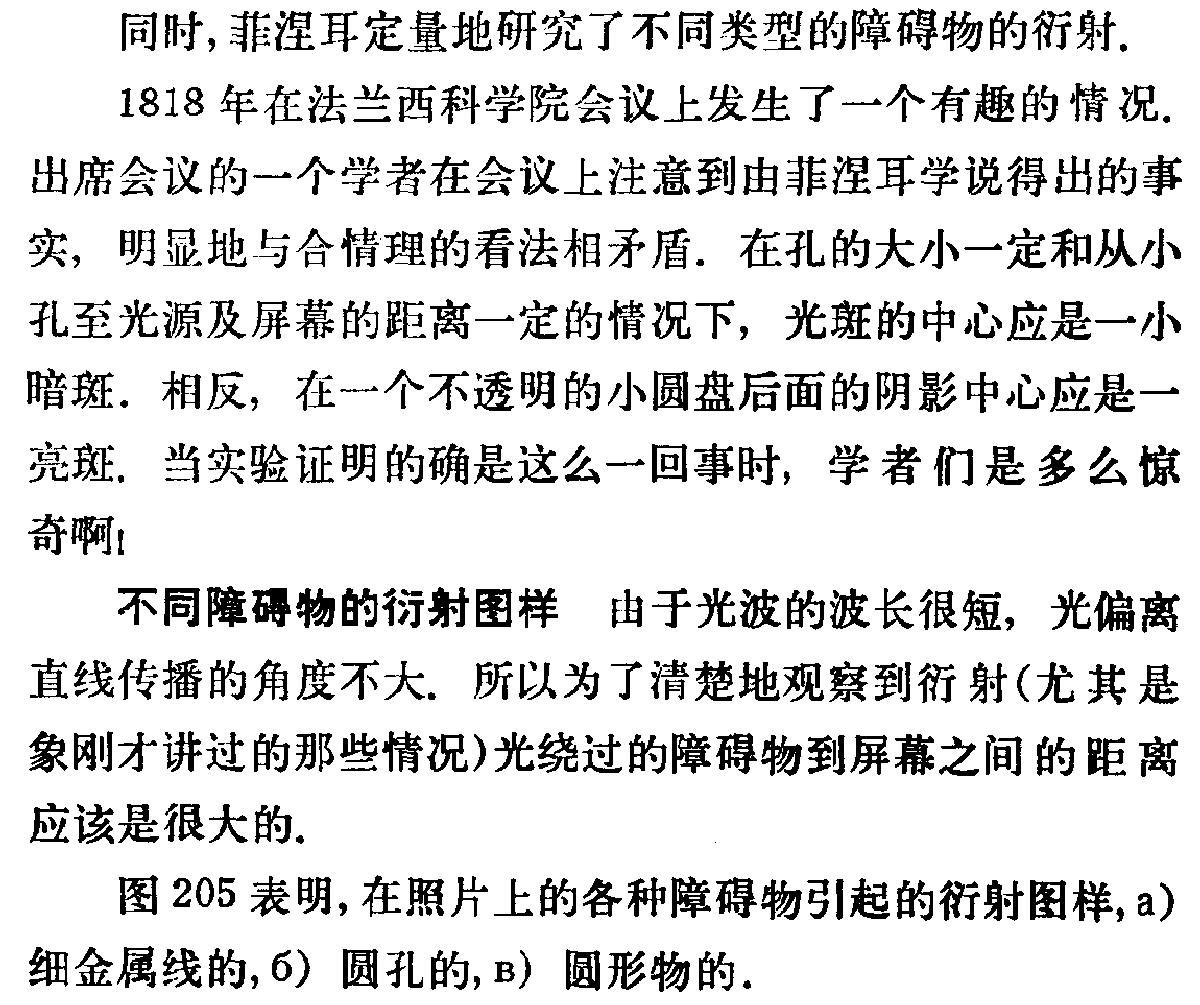 同时,菲涅耳定量地研究了不同类型的障碍物的衍射.
1818年在法兰西科学院会议上发生了一个有趣的情况.
出席会议的一个学者在会议上注意到由菲涅耳学说得出的事
实,明显地与合情理的看法相矛盾.在孔的大小一定和从小
孔至光源及屏幕的距离一定的情况下,光斑的中心应是一小
暗斑.相反,在一个不透明的小圆盘后面的阴影中心应是一
亮斑.当实验证明的确是这么一回事时,学者们是多么惊
奇啊!
不同障碍物的衍射图样 由于光波的波长很短,光偏离
直线传播的角度不大.所以为了清楚地观察到衍射(尤其是
象刚才讲过的那些情况)光绕过的障碍物到屏幕之间的距离
应该是很大的.
图205表明,在照片上的各种障碍物引起的衍射图样,a)
细金属线的,б) 圆孔的,в) 圆形物的.